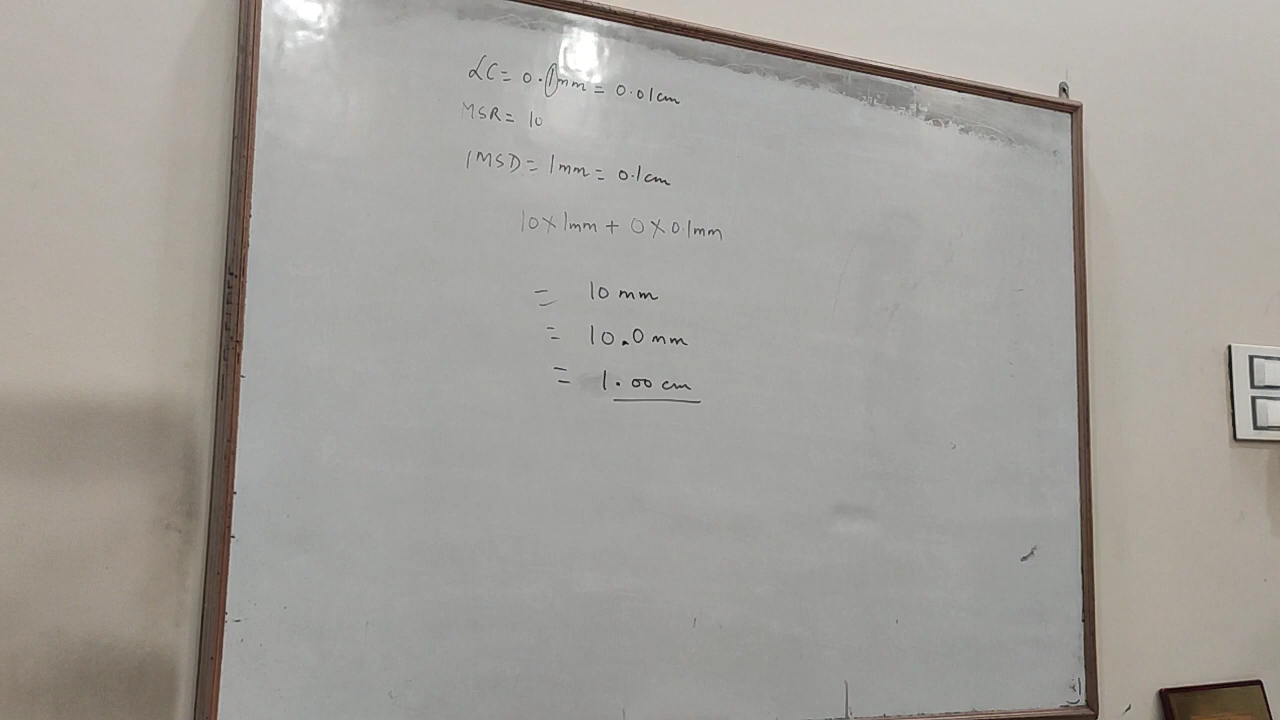 LC = 0.1mm = 0.01cm
MSR = 10
1MSD = 1mm = 0.1cm
10 X 1mm + 0 X 0.1mm
= 10 mm
= 10.0 mm
= 1.00 cm